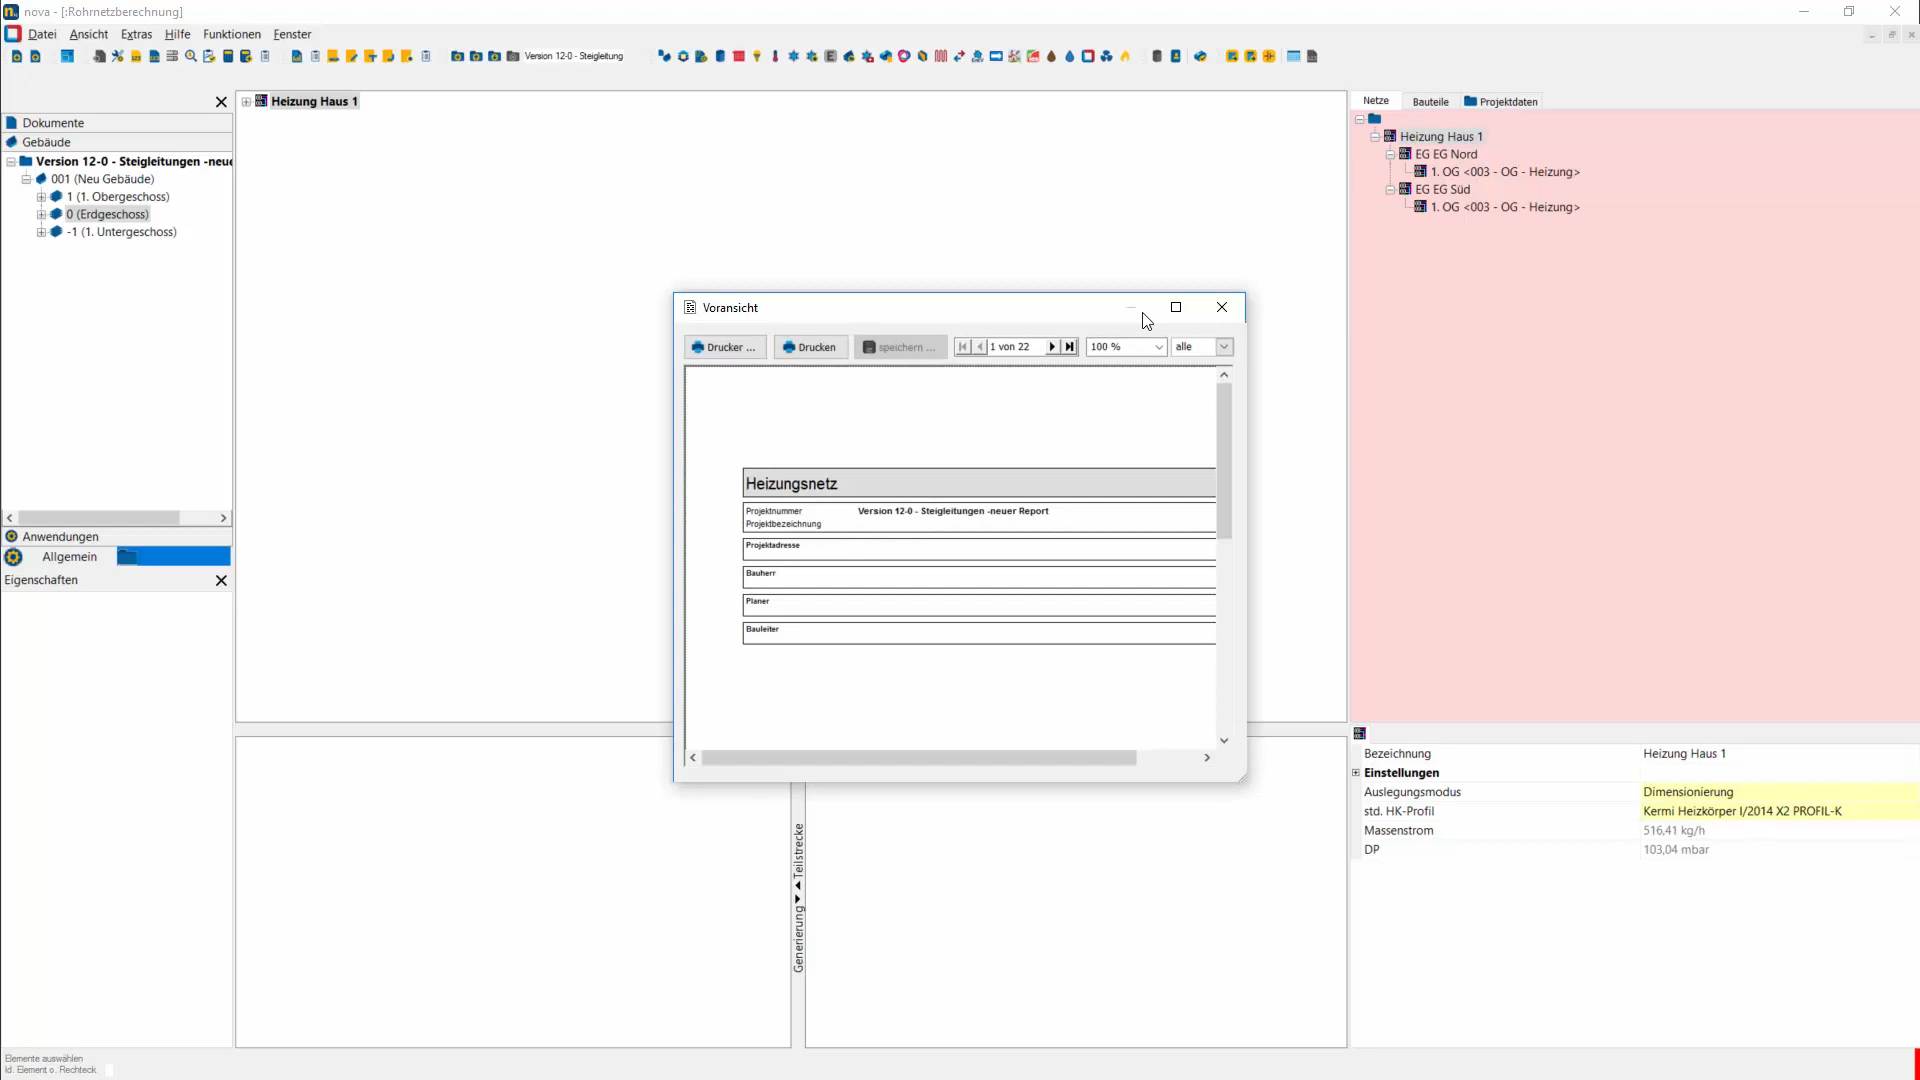 nova - [:Rohrnetzberechnung]
Datei Ansicht Extras Hilfe Funktionen Fenster
Version 12-0 - Steigleitung
Dokumente
Gebäude
Version 12-0 - Steigleitungen -neue
001 (Neu Gebäude)
1 (1. Obergeschoss)
0 (Erdgeschoss)
-1 (1. Untergeschoss)
Anwendungen
Allgemein
Eigenschaften
Heizung Haus 1
Voransicht
Drucker ... Drucken speichern ... 1 von 22 100 % alle
Heizungsnetz
Projektnummer Version 12-0 - Steigleitungen -neuer Report
Projektbezeichnung
Projektadresse
Bauherr
Planer
Bauleiter
Generierung Teilstrecke
Netze Bauteile Projektdaten
Heizung Haus 1
EG EG Nord
1. OG <003 - OG - Heizung>
EG EG Süd
1. OG <003 - OG - Heizung>
Bezeichnung Heizung Haus 1
Einstellungen
Auslegungsmodus Dimensionierung
std. HK-Profil Kermi Heizkörper I/2014 X2 PROFIL-K
Massenstrom 516,41 kg/h
DP 103,04 mbar
Elemente auswählen
Id. Element o. Rechteck